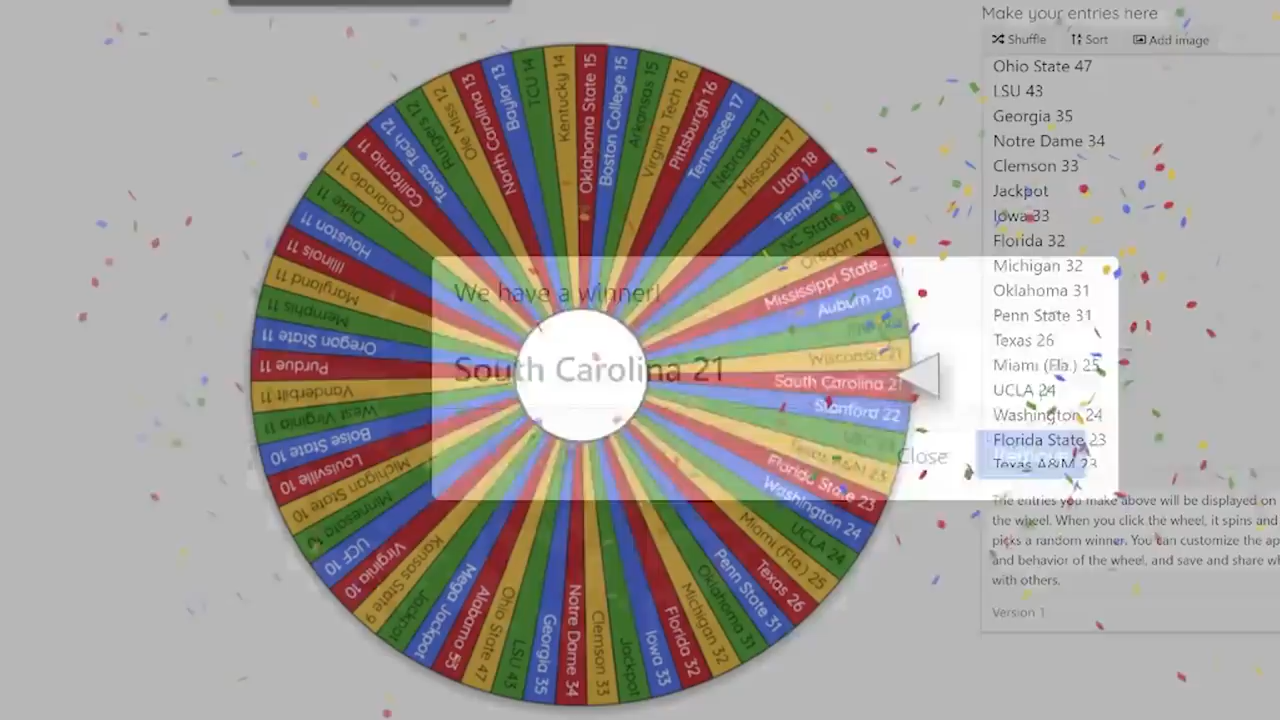 Make your entries here
Shuffle
Sort
Add image
Ohio State 47
LSU 43
Georgia 35
Notre Dame 34
Clemson 33
Jackpot
Iowa 33
Florida 32
Michigan 32
Oklahoma 31
Penn State 31
Texas 26
Miami (Fla.) 25
UCLA 24
Washington 24
Florida State 23
Texas A&M 23
The entries you make above will be displayed on
the wheel. When you click the wheel, it spins and
picks a random winner. You can customize the ap
and behavior of the wheel, and save and share w
with others.
Version 1
We have a winner!
South Carolina 21
Close
Oklahoma State 15
Boston College 15
Arkansas 15
Virginia Tech 16
Pittsburgh 16
Tennessee 17
Nebraska 17
Missouri 17
Utah 18
Temple 18
NC State 18
Oregon 19
Mississippi State ..
Auburn 20
Wisconsin 21
South Carolina 21
Stanford 22
Texas A&M 23
Florida State 23
Washington 24
UCLA 24
Miami (Fla.) 25
Texas 26
Penn State 31
Oklahoma 31
Michigan 32
Florida 32
Iowa 33
Jackpot
Clemson 33
Notre Dame 34
Georgia 35
LSU 43
Ohio State 47
Alabama 53
Mega Jackpot
Jackpot
Kansas State 9
Virginia 10
UCF 10
Minnesota 10
Michigan State 10
Louisville 10
Boise State 10
West Virginia 11
Vanderbilt 11
Purdue 11
Oregon State 11
Memphis 11
Maryland 11
Illinois 11
Houston 11
Duke 11
Colorado 11
California 11
Texas Tech 12
Rutgers 12
Ole Miss 12
North Carolina 13
Baylor 13
TCU 14
Kentucky 14